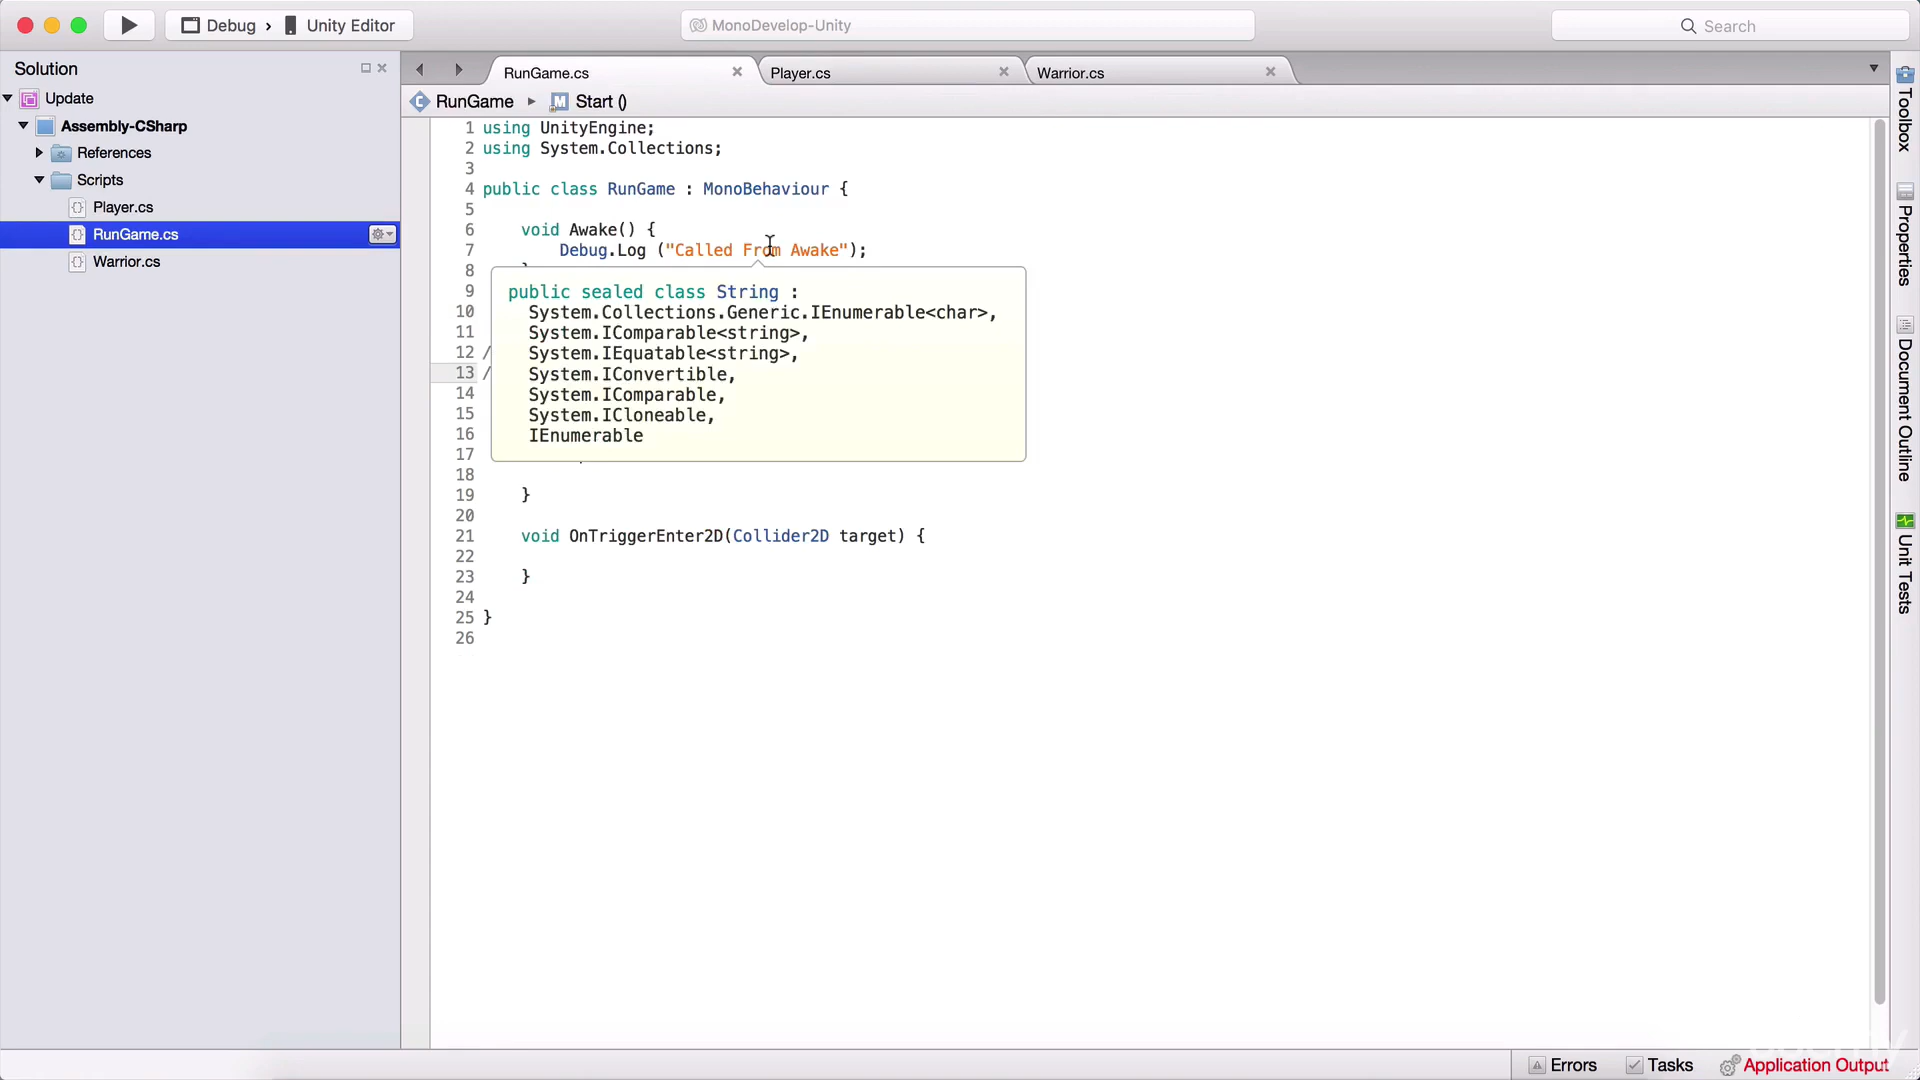 Debug › Unity Editor
MonoDevelop-Unity
Search
Solution
Update
Assembly-CSharp
References
Scripts
Player.cs
RunGame.cs
Warrior.cs
RunGame.cs
Player.cs
Warrior.cs
RunGame ▸ Start ()
1 using UnityEngine;
2 using System.Collections;
3
4 public class RunGame : MonoBehaviour {
5
6 void Awake() {
7 Debug.Log ("Called From Awake");
8
9
10
11
12 /
13 /
14
15
16
17
18
19 }
20
21 void OnTriggerEnter2D(Collider2D target) {
22
23 }
24
25 }
26
public sealed class String :
System.Collections.Generic.IEnumerable<char>,
System.IComparable<string>,
System.IEquatable<string>,
System.IConvertible,
System.IComparable,
System.ICloneable,
IEnumerable
Toolbox
Properties
Document Outline
Unit Tests
Errors
Tasks
Application Output